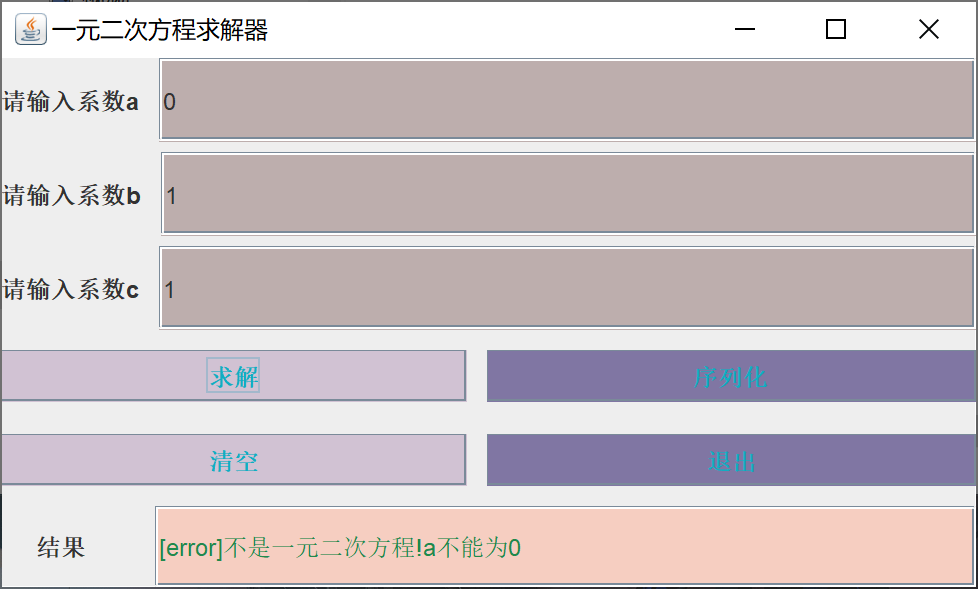 一元二次方程求解器
请输入系数a 0
请输入系数b 1
请输入系数c 1
求解 序列化
清空 退出
结果 [error]不是一元二次方程!a不能为0